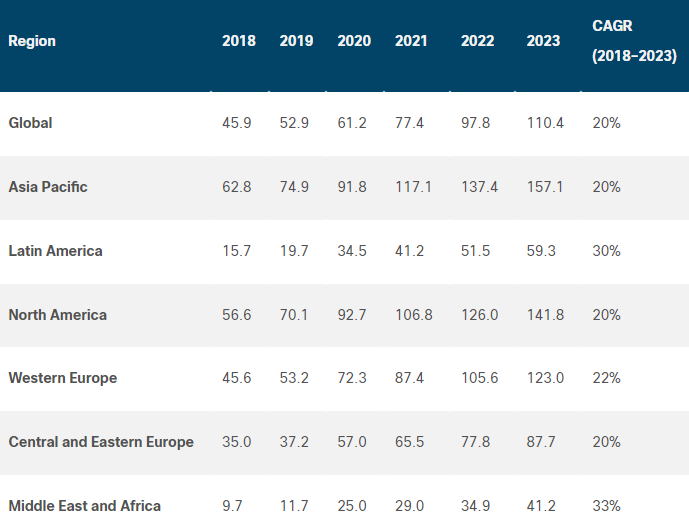 Region 2018 2019 2020 2021 2022 2023 CAGR (2018–2023)
Global 45.9 52.9 61.2 77.4 97.8 110.4 20%
Asia Pacific 62.8 74.9 91.8 117.1 137.4 157.1 20%
Latin America 15.7 19.7 34.5 41.2 51.5 59.3 30%
North America 56.6 70.1 92.7 106.8 126.0 141.8 20%
Western Europe 45.6 53.2 72.3 87.4 105.6 123.0 22%
Central and Eastern Europe 35.0 37.2 57.0 65.5 77.8 87.7 20%
Middle East and Africa 9.7 11.7 25.0 29.0 34.9 41.2 33%